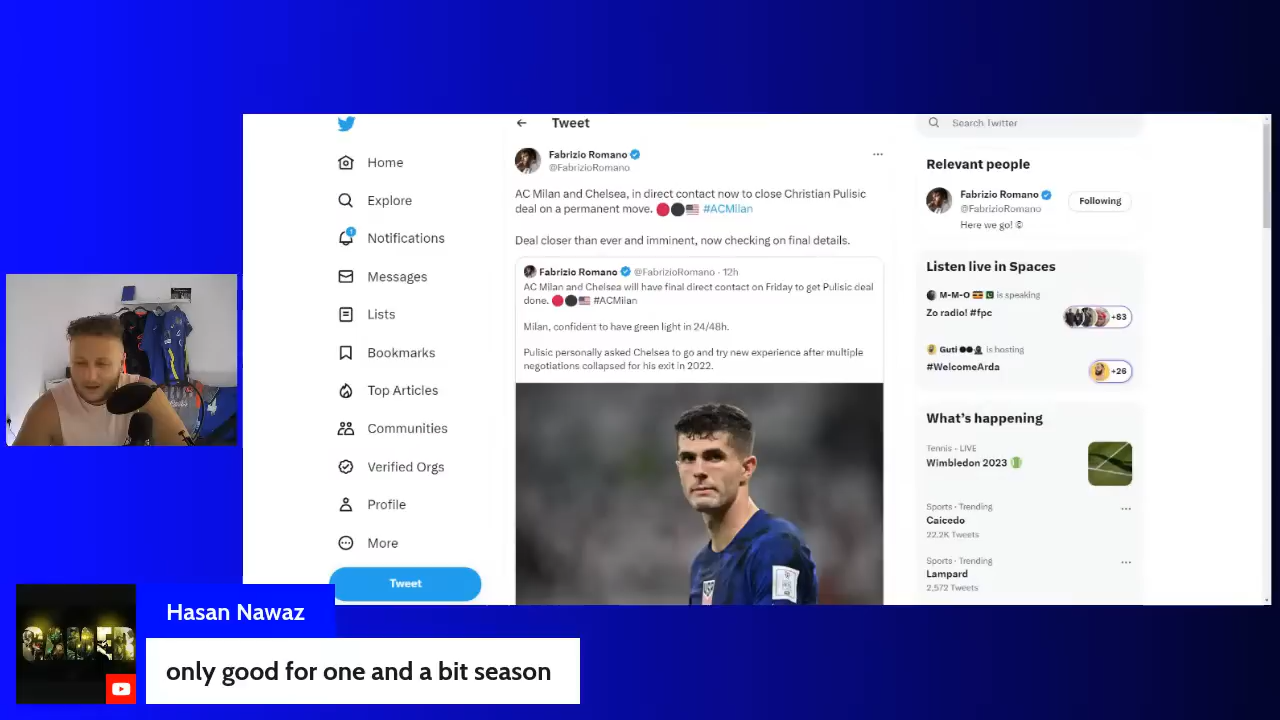 Home
Explore
Notifications
Messages
Lists
Bookmarks
Top Articles
Communities
Verified Orgs
Profile
More
Tweet
Tweet
Fabrizio Romano
@FabrizioRomano
AC Milan and Chelsea, in direct contact now to close Christian Pulisic
deal on a permanent move. 🔴⚫🇺🇸 #ACMilan
Deal closer than ever and imminent, now checking on final details.
Fabrizio Romano @FabrizioRomano · 12h
AC Milan and Chelsea will have final direct contact on Friday to get Pulisic deal
done. 🔴⚫🇺🇸 #ACMilan
Milan, confident to have green light in 24/48h.
Pulisic personally asked Chelsea to go and try new experience after multiple
negotiations collapsed for his exit in 2022.
Search Twitter
Relevant people
Fabrizio Romano
@FabrizioRomano
Following
Here we go! ©
Listen live in Spaces
M-M-O is speaking
Zo radio! #fpc
+83
Guti is hosting
#WelcomeArda
+26
What's happening
Tennis · LIVE
Wimbledon 2023
Sports · Trending
Caicedo
22.2K Tweets
Sports · Trending
Lampard
2,572 Tweets
Hasan Nawaz
only good for one and a bit season